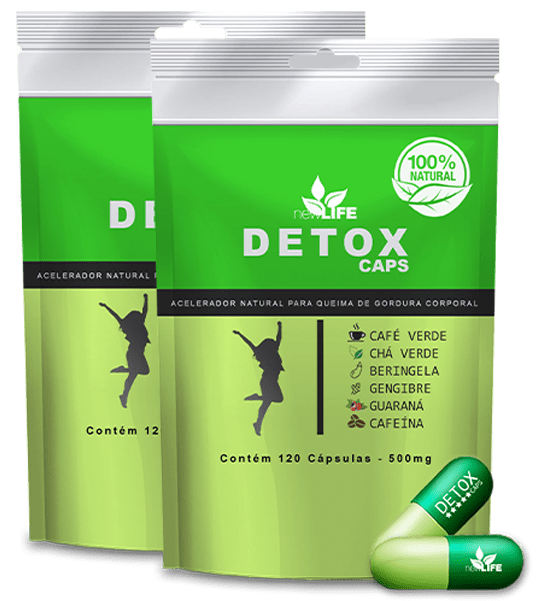 100%
NATURAL
newLIFE
DETOX
CAPS
ACELERADOR NATURAL PARA QUEIMA DE GORDURA CORPORAL
CAFÉ VERDE
CHÁ VERDE
BERINGELA
GENGIBRE
GUARANÁ
CAFEÍNA
Contém 120 Cápsulas - 500mg
DE
ACELERADOR NATURAL P
Contém 12
DETOX
CAPS
newLIFE